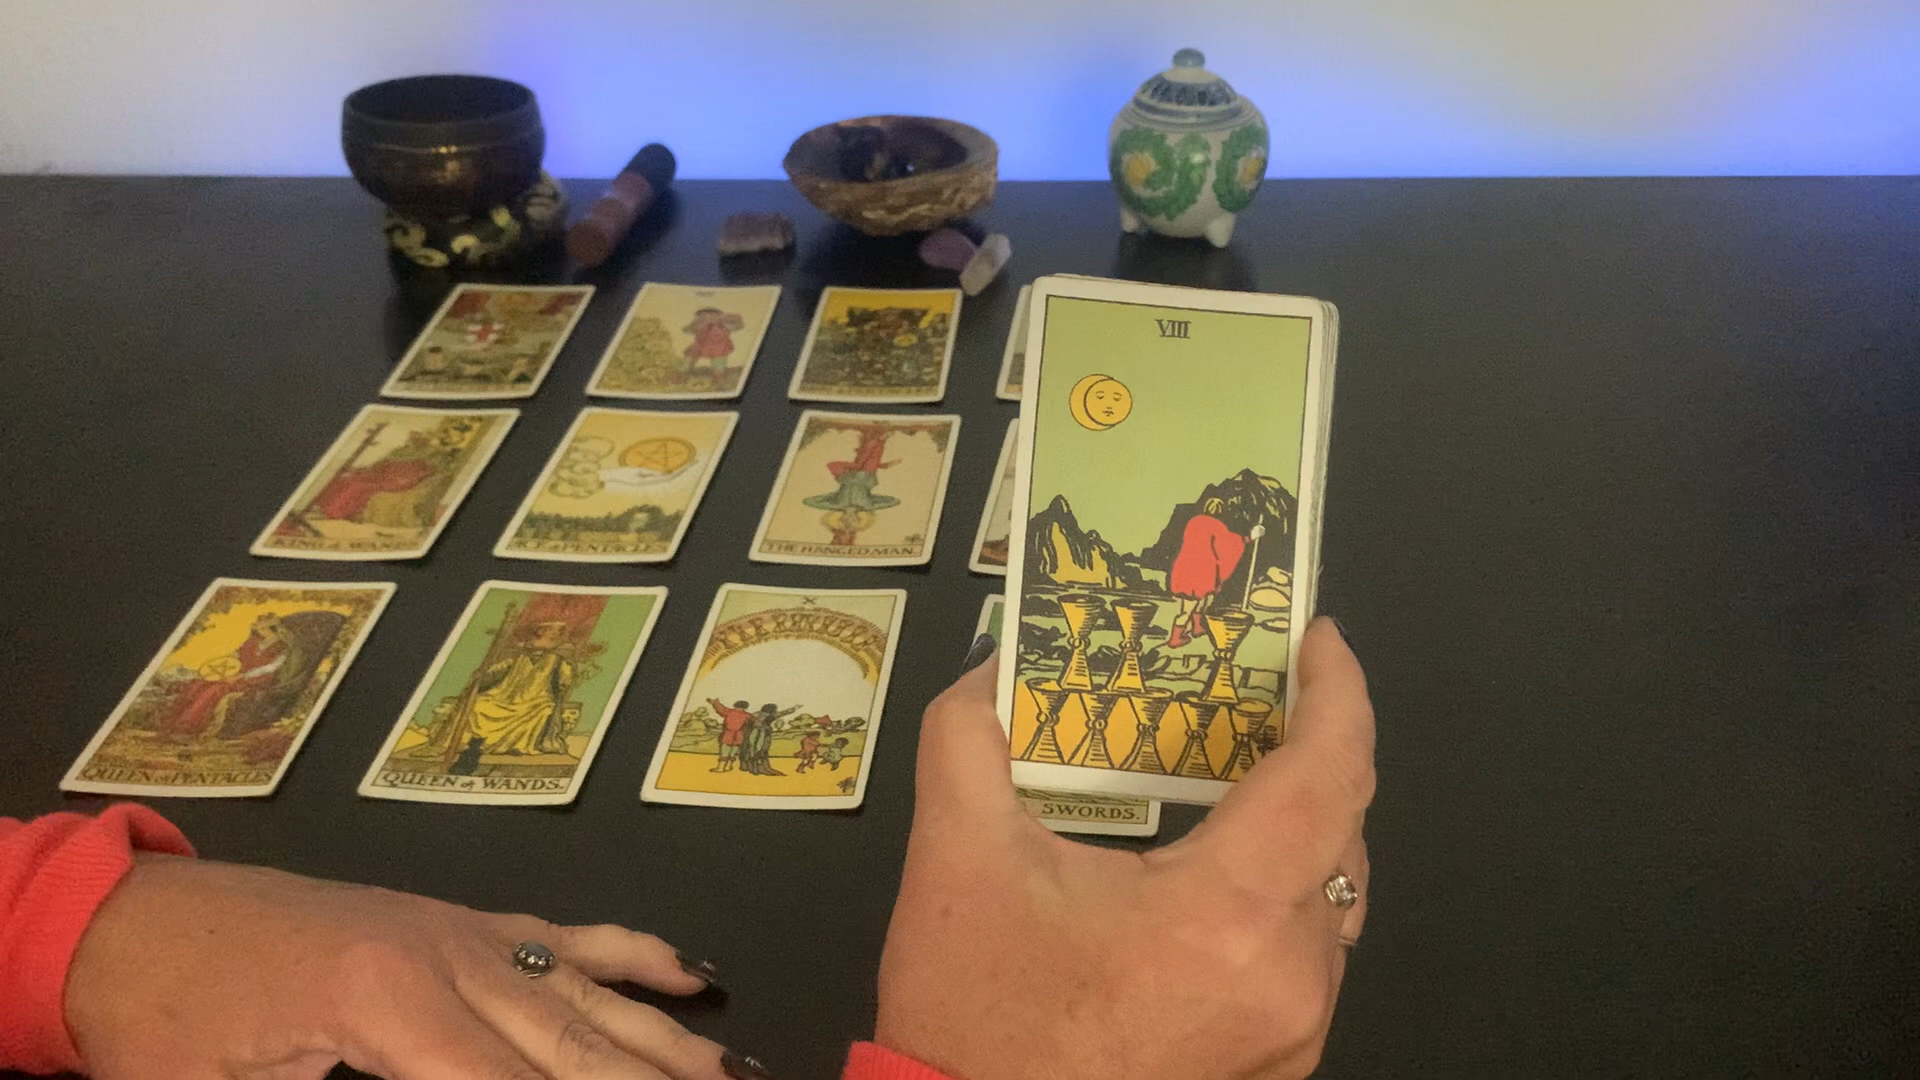 VIII
KING of WANDS
ACE of PENTACLES
THE HANGED MAN.
QUEEN of PENTACLES
QUEEN of WANDS.
X
SWORDS.